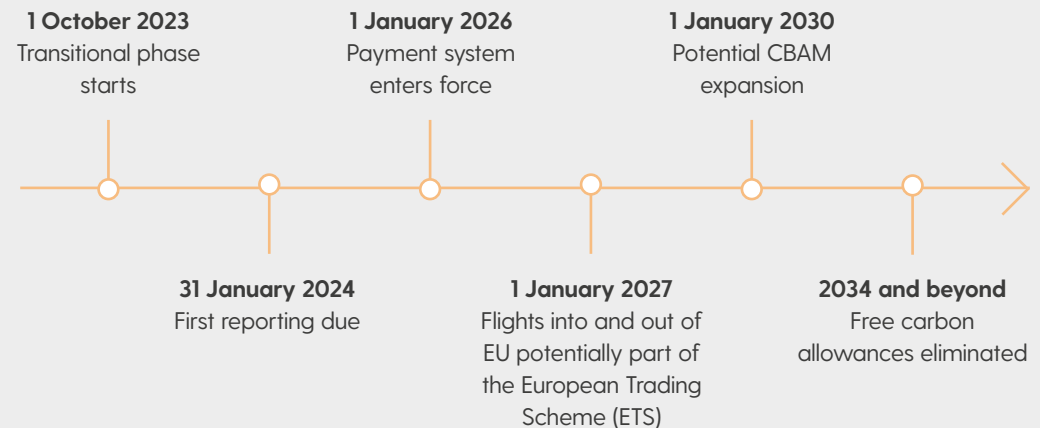 1 October 2023
Transitional phase
starts
1 January 2026
Payment system
enters force
1 January 2030
Potential CBAM
expansion
31 January 2024
First reporting due
1 January 2027
Flights into and out of
EU potentially part of
the European Trading
Scheme (ETS)
2034 and beyond
Free carbon
allowances eliminated